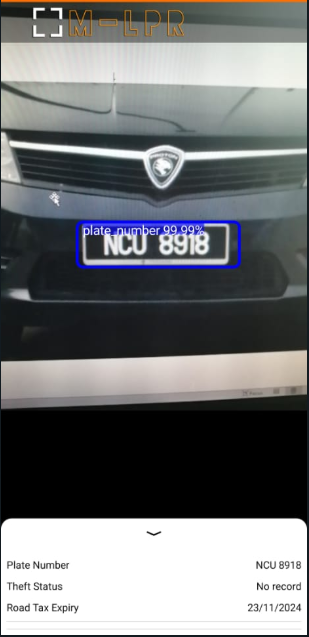 M-LPR
plate_number 99.99%
NCU 8918
Plate Number NCU 8918
Theft Status No record
Road Tax Expiry 23/11/2024